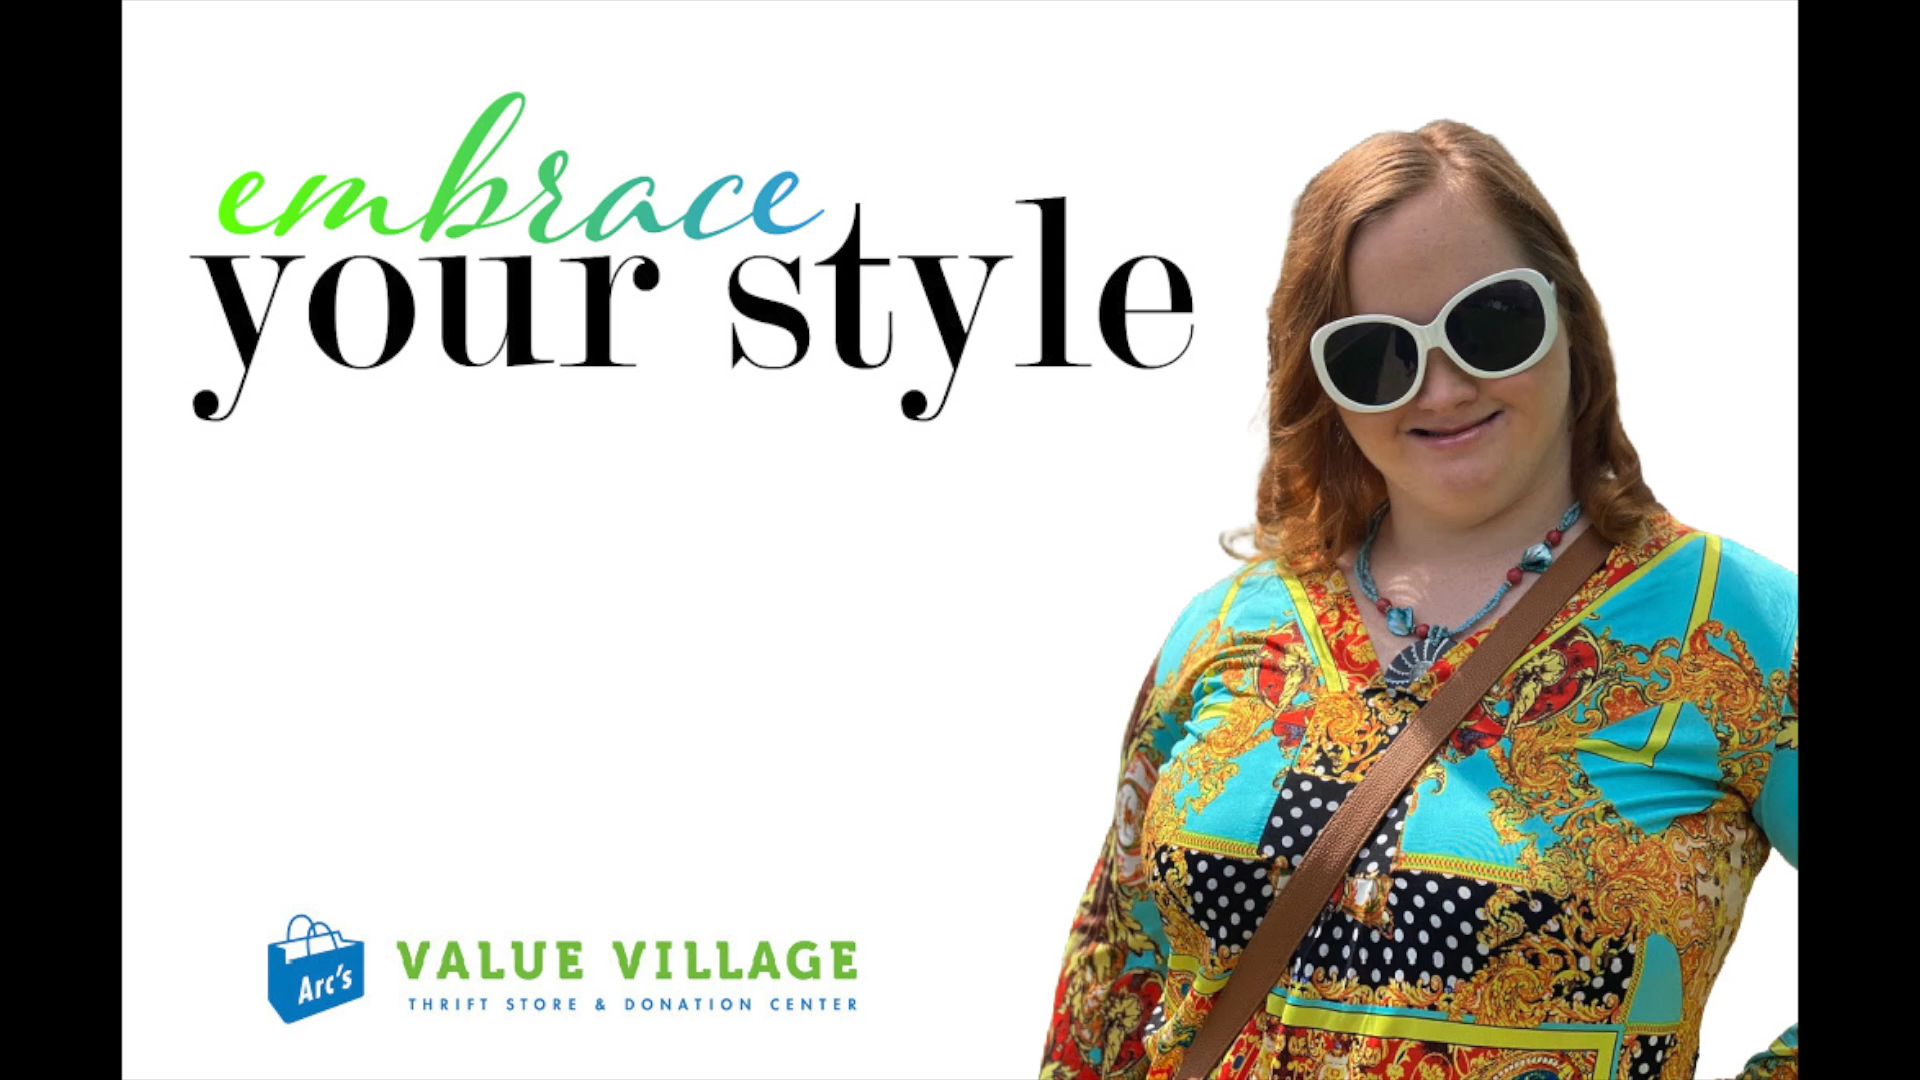 embrace
your style
Arc's
VALUE VILLAGE
THRIFT STORE & DONATION CENTER